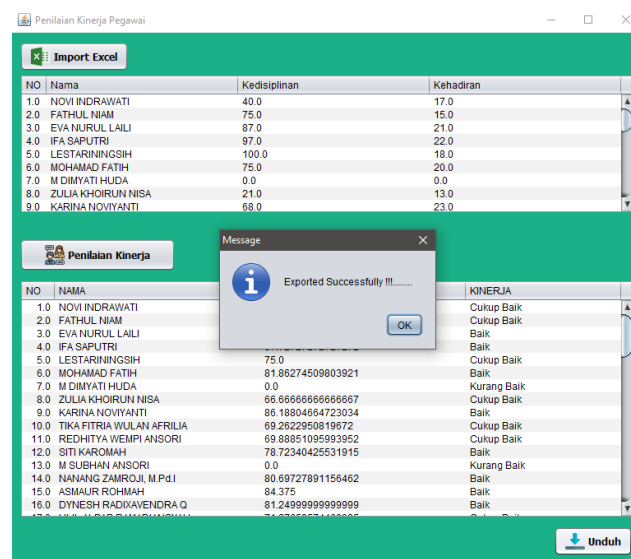 Penilaian Kinerja Pegawai
Import Excel
NO Nama Kedisiplinan Kehadiran
1.0 NOVI INDRAWATI 40.0 17.0
2.0 FATHUL NIAM 75.0 15.0
3.0 EVA NURUL LAILI 87.0 21.0
4.0 IFA SAPUTRI 97.0 22.0
5.0 LESTARININGSIH 100.0 18.0
6.0 MOHAMAD FATIH 75.0 20.0
7.0 M DIMYATI HUDA 0.0 0.0
8.0 ZULIA KHOIRUN NISA 21.0 13.0
9.0 KARINA NOVIYANTI 68.0 23.0
Penilaian Kinerja
Message
Exported Successfully !!!........
OK
NO NAMA KINERJA
1.0 NOVI INDRAWATI Cukup Baik
2.0 FATHUL NIAM Cukup Baik
3.0 EVA NURUL LAILI Baik
4.0 IFA SAPUTRI Baik
5.0 LESTARININGSIH 75.0 Cukup Baik
6.0 MOHAMAD FATIH 81.86274509803921 Baik
7.0 M DIMYATI HUDA 0.0 Kurang Baik
8.0 ZULIA KHOIRUN NISA 66.66666666666667 Cukup Baik
9.0 KARINA NOVIYANTI 86.18804664723034 Baik
10.0 TIKA FITRIA WULAN AFRILIA 69.2622950819672 Cukup Baik
11.0 REDHITYA WEMPI ANSORI 69.88851095993952 Cukup Baik
12.0 SITI KAROMAH 78.72340425531915 Baik
13.0 M SUBHAN ANSORI 0.0 Kurang Baik
14.0 NANANG ZAMROJI, M.Pd.I 80.69727891156462 Baik
15.0 ASMAUR ROHMAH 84.375 Baik
16.0 DYNESH RADIXAVENDRA Q 81.24999999999999 Baik
Unduh